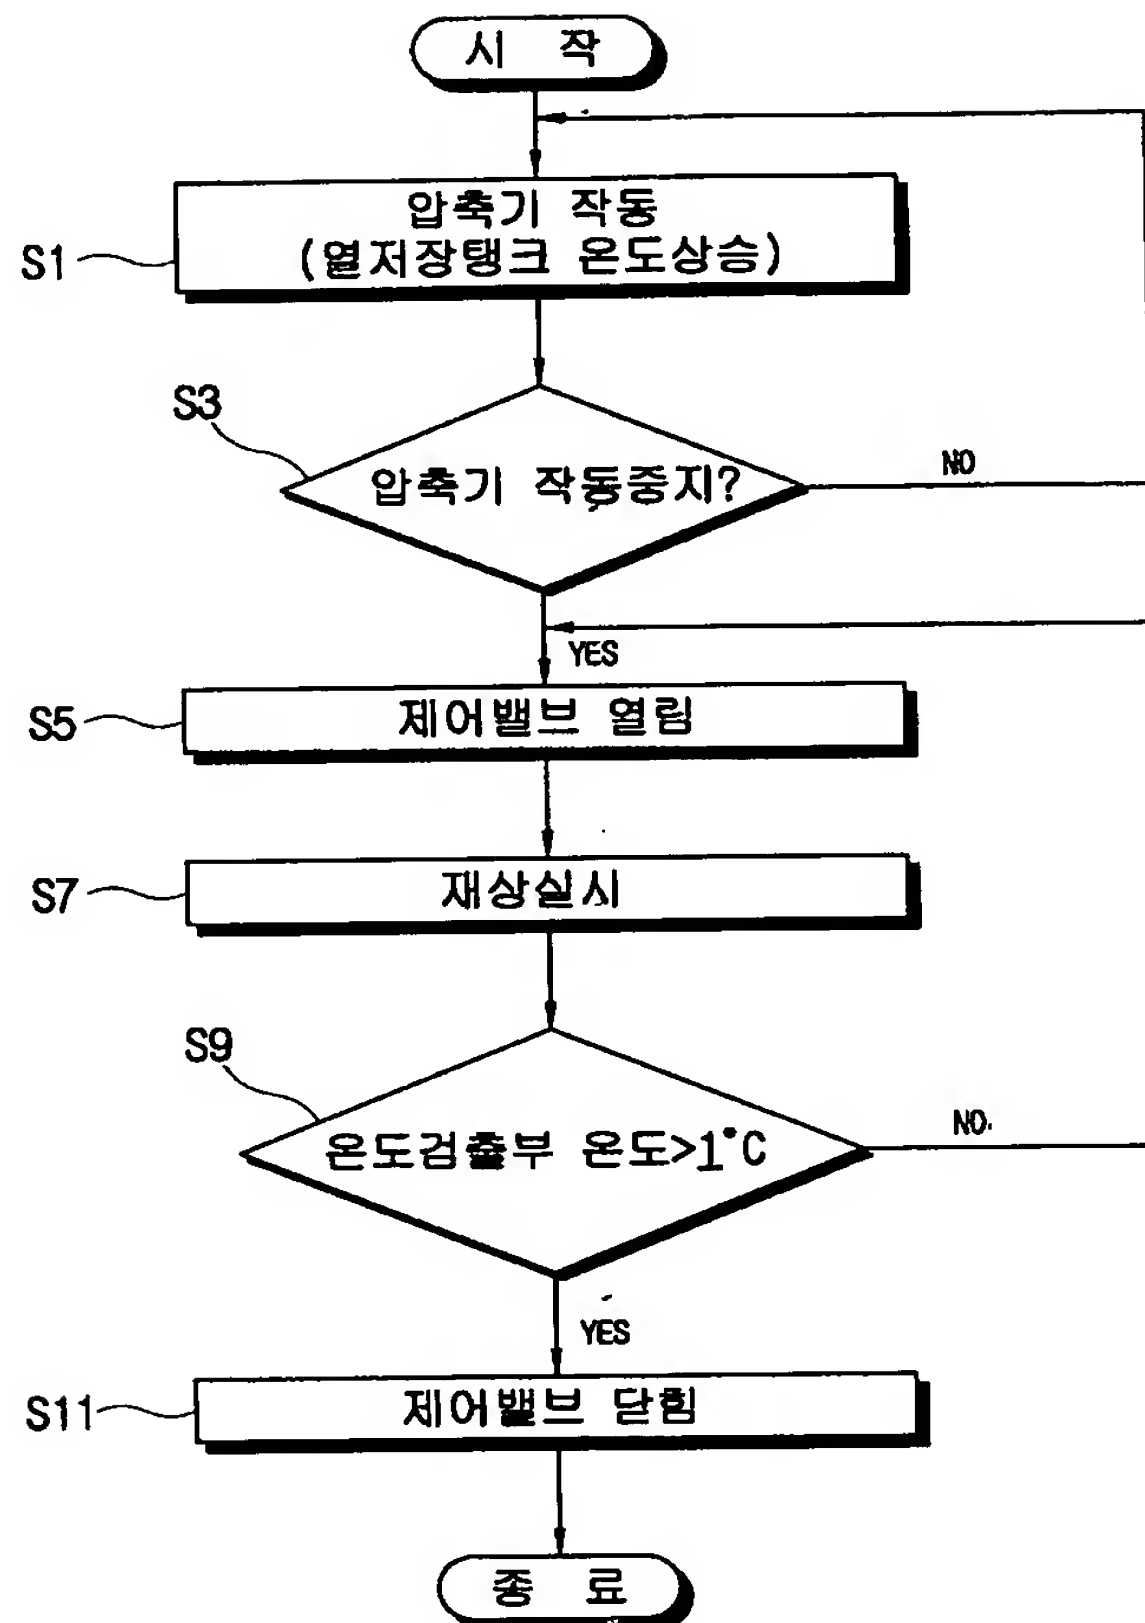 시 작
압축기 작동
(열저장탱크 온도상승)
S1
S3
압축기 작동중지?
NO
YES
S5
제어밸브 열림
S7
재상실시
S9
온도검출부 온도>1°C
NO
YES
S11
제어밸브 닫힘
종 료